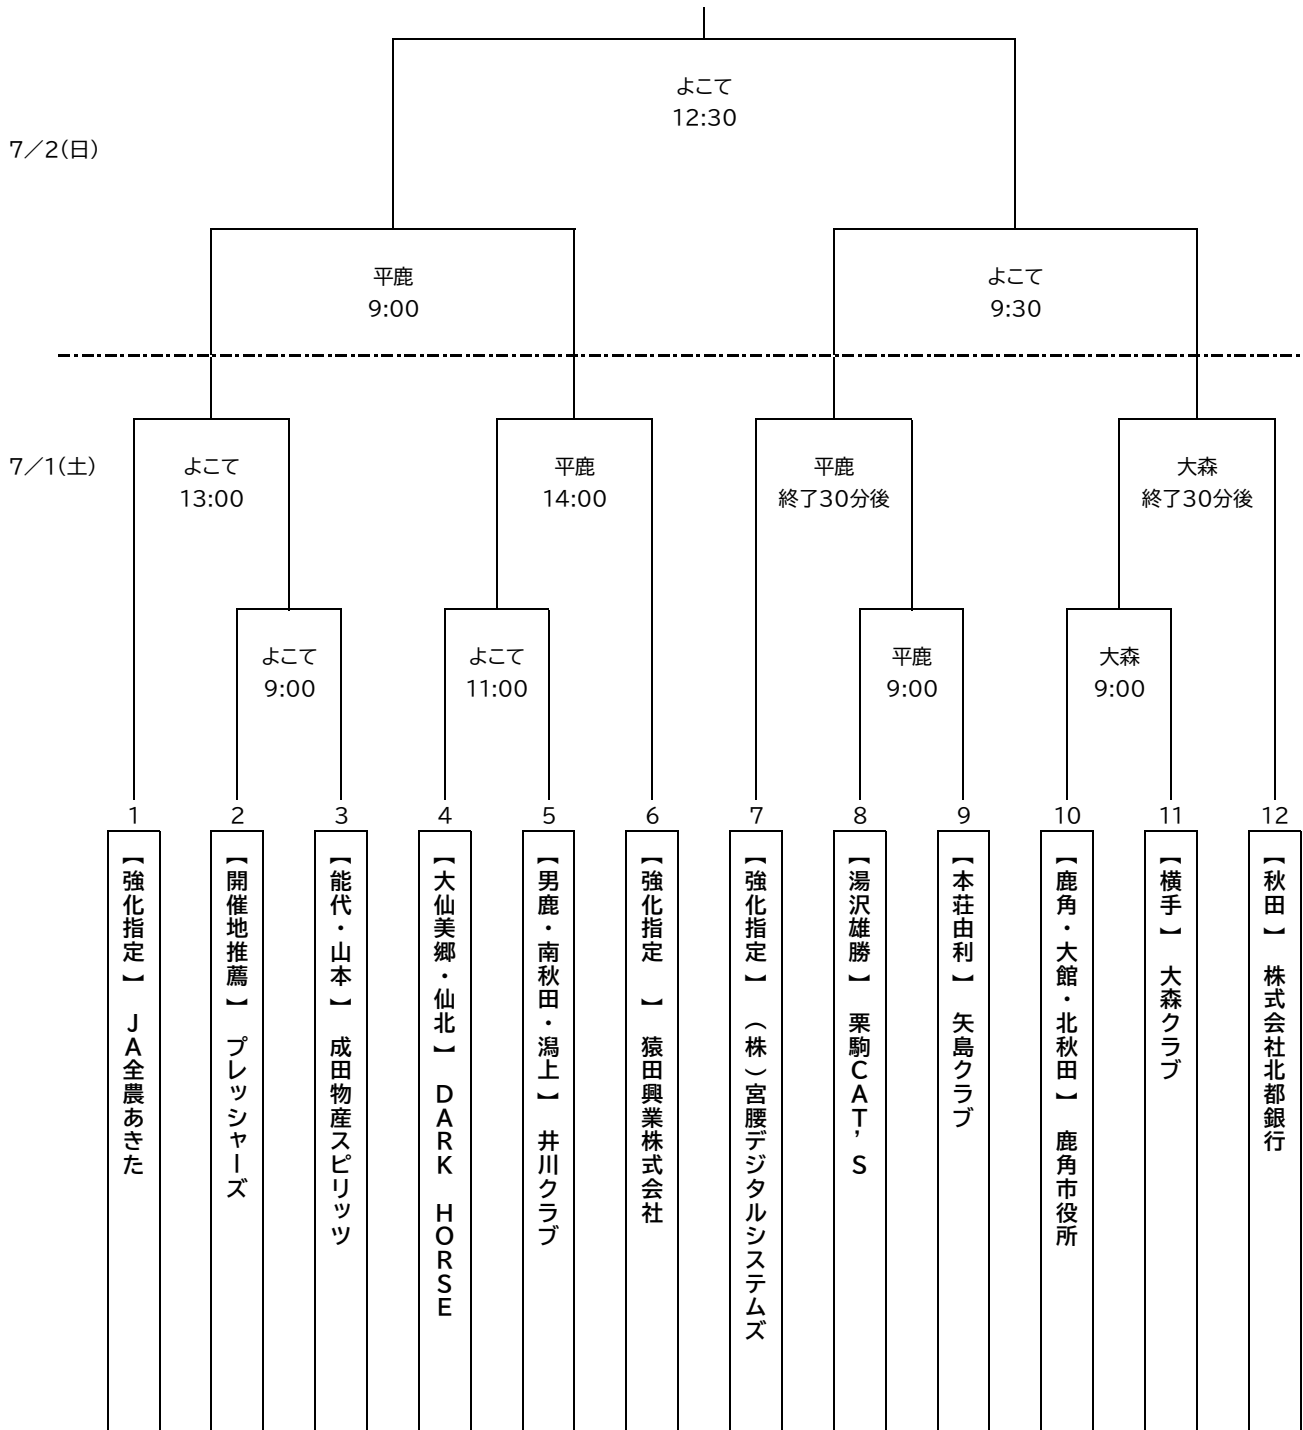 よこて
12:30
7／2(日)
平鹿
9:00
よこて
9:30
7／1(土)
よこて
13:00
平鹿
14:00
平鹿
終了30分後
大森
終了30分後
よこて
9:00
よこて
11:00
平鹿
9:00
大森
9:00
1
2
3
4
5
6
7
8
9
10
11
12
【強化指定】　ＪＡ全農あきた
【開催地推薦】　プレッシャーズ
【能代・山本】　成田物産スピリッツ
【大仙美郷・仙北】　ＤＡＲＫ　ＨＯＲＳＥ
【男鹿・南秋田・潟上】　井川クラブ
【強化指定　】　猿田興業株式会社
【強化指定】　（株）宮腰デジタルシステムズ
【湯沢雄勝】　栗駒ＣＡＴ’Ｓ
【本荘由利】　矢島クラブ
【鹿角・大館・北秋田】　鹿角市役所
【横手】　大森クラブ
【秋田】　株式会社北都銀行